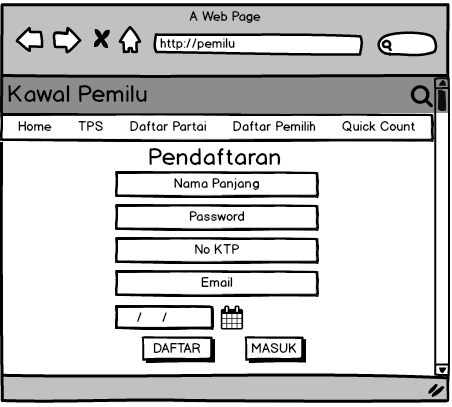 A Web Page
http://pemilu
Kawal Pemilu
Home TPS Daftar Partai Daftar Pemilih Quick Count
Pendaftaran
Nama Panjang
Password
No KTP
Email
/ /
DAFTAR MASUK